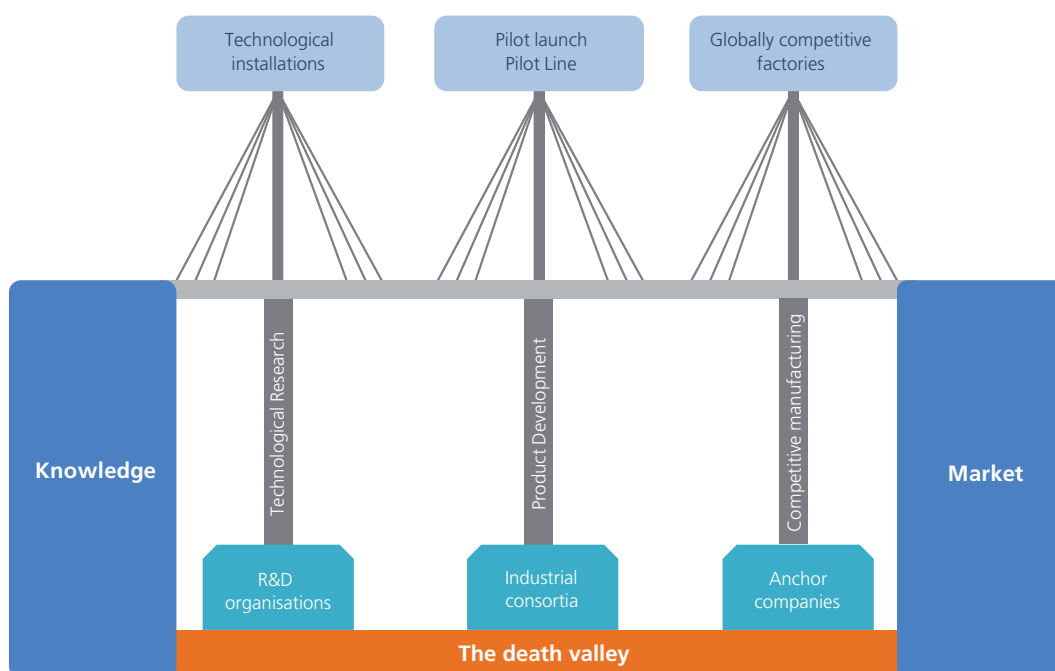 Technological
installations
Pilot launch
Pilot Line
Globally competitive
factories
Knowledge
Technological Research
Product Development
Competitive manufacturing
Market
R&D
organisations
Industrial
consortia
Anchor
companies
The death valley